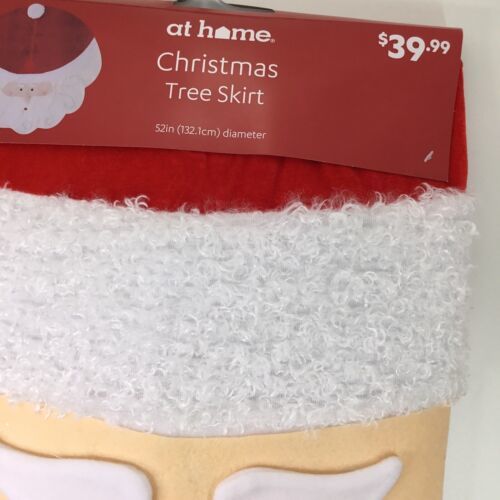 at home®
$39.99
Christmas
Tree Skirt
52in (132.1cm) diameter